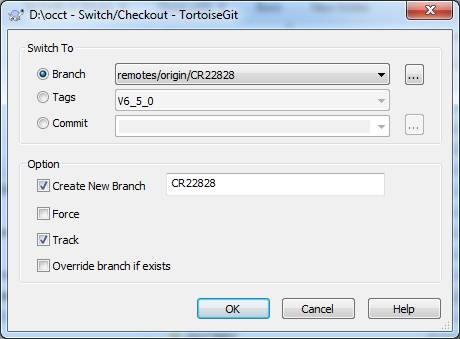 D:\occt - Switch/Checkout - TortoiseGit
Switch To
Branch remotes/origin/CR22828 ...
Tags V6_5_0
Commit ...
Option
Create New Branch CR22828
Force
Track
Override branch if exists
OK Cancel Help